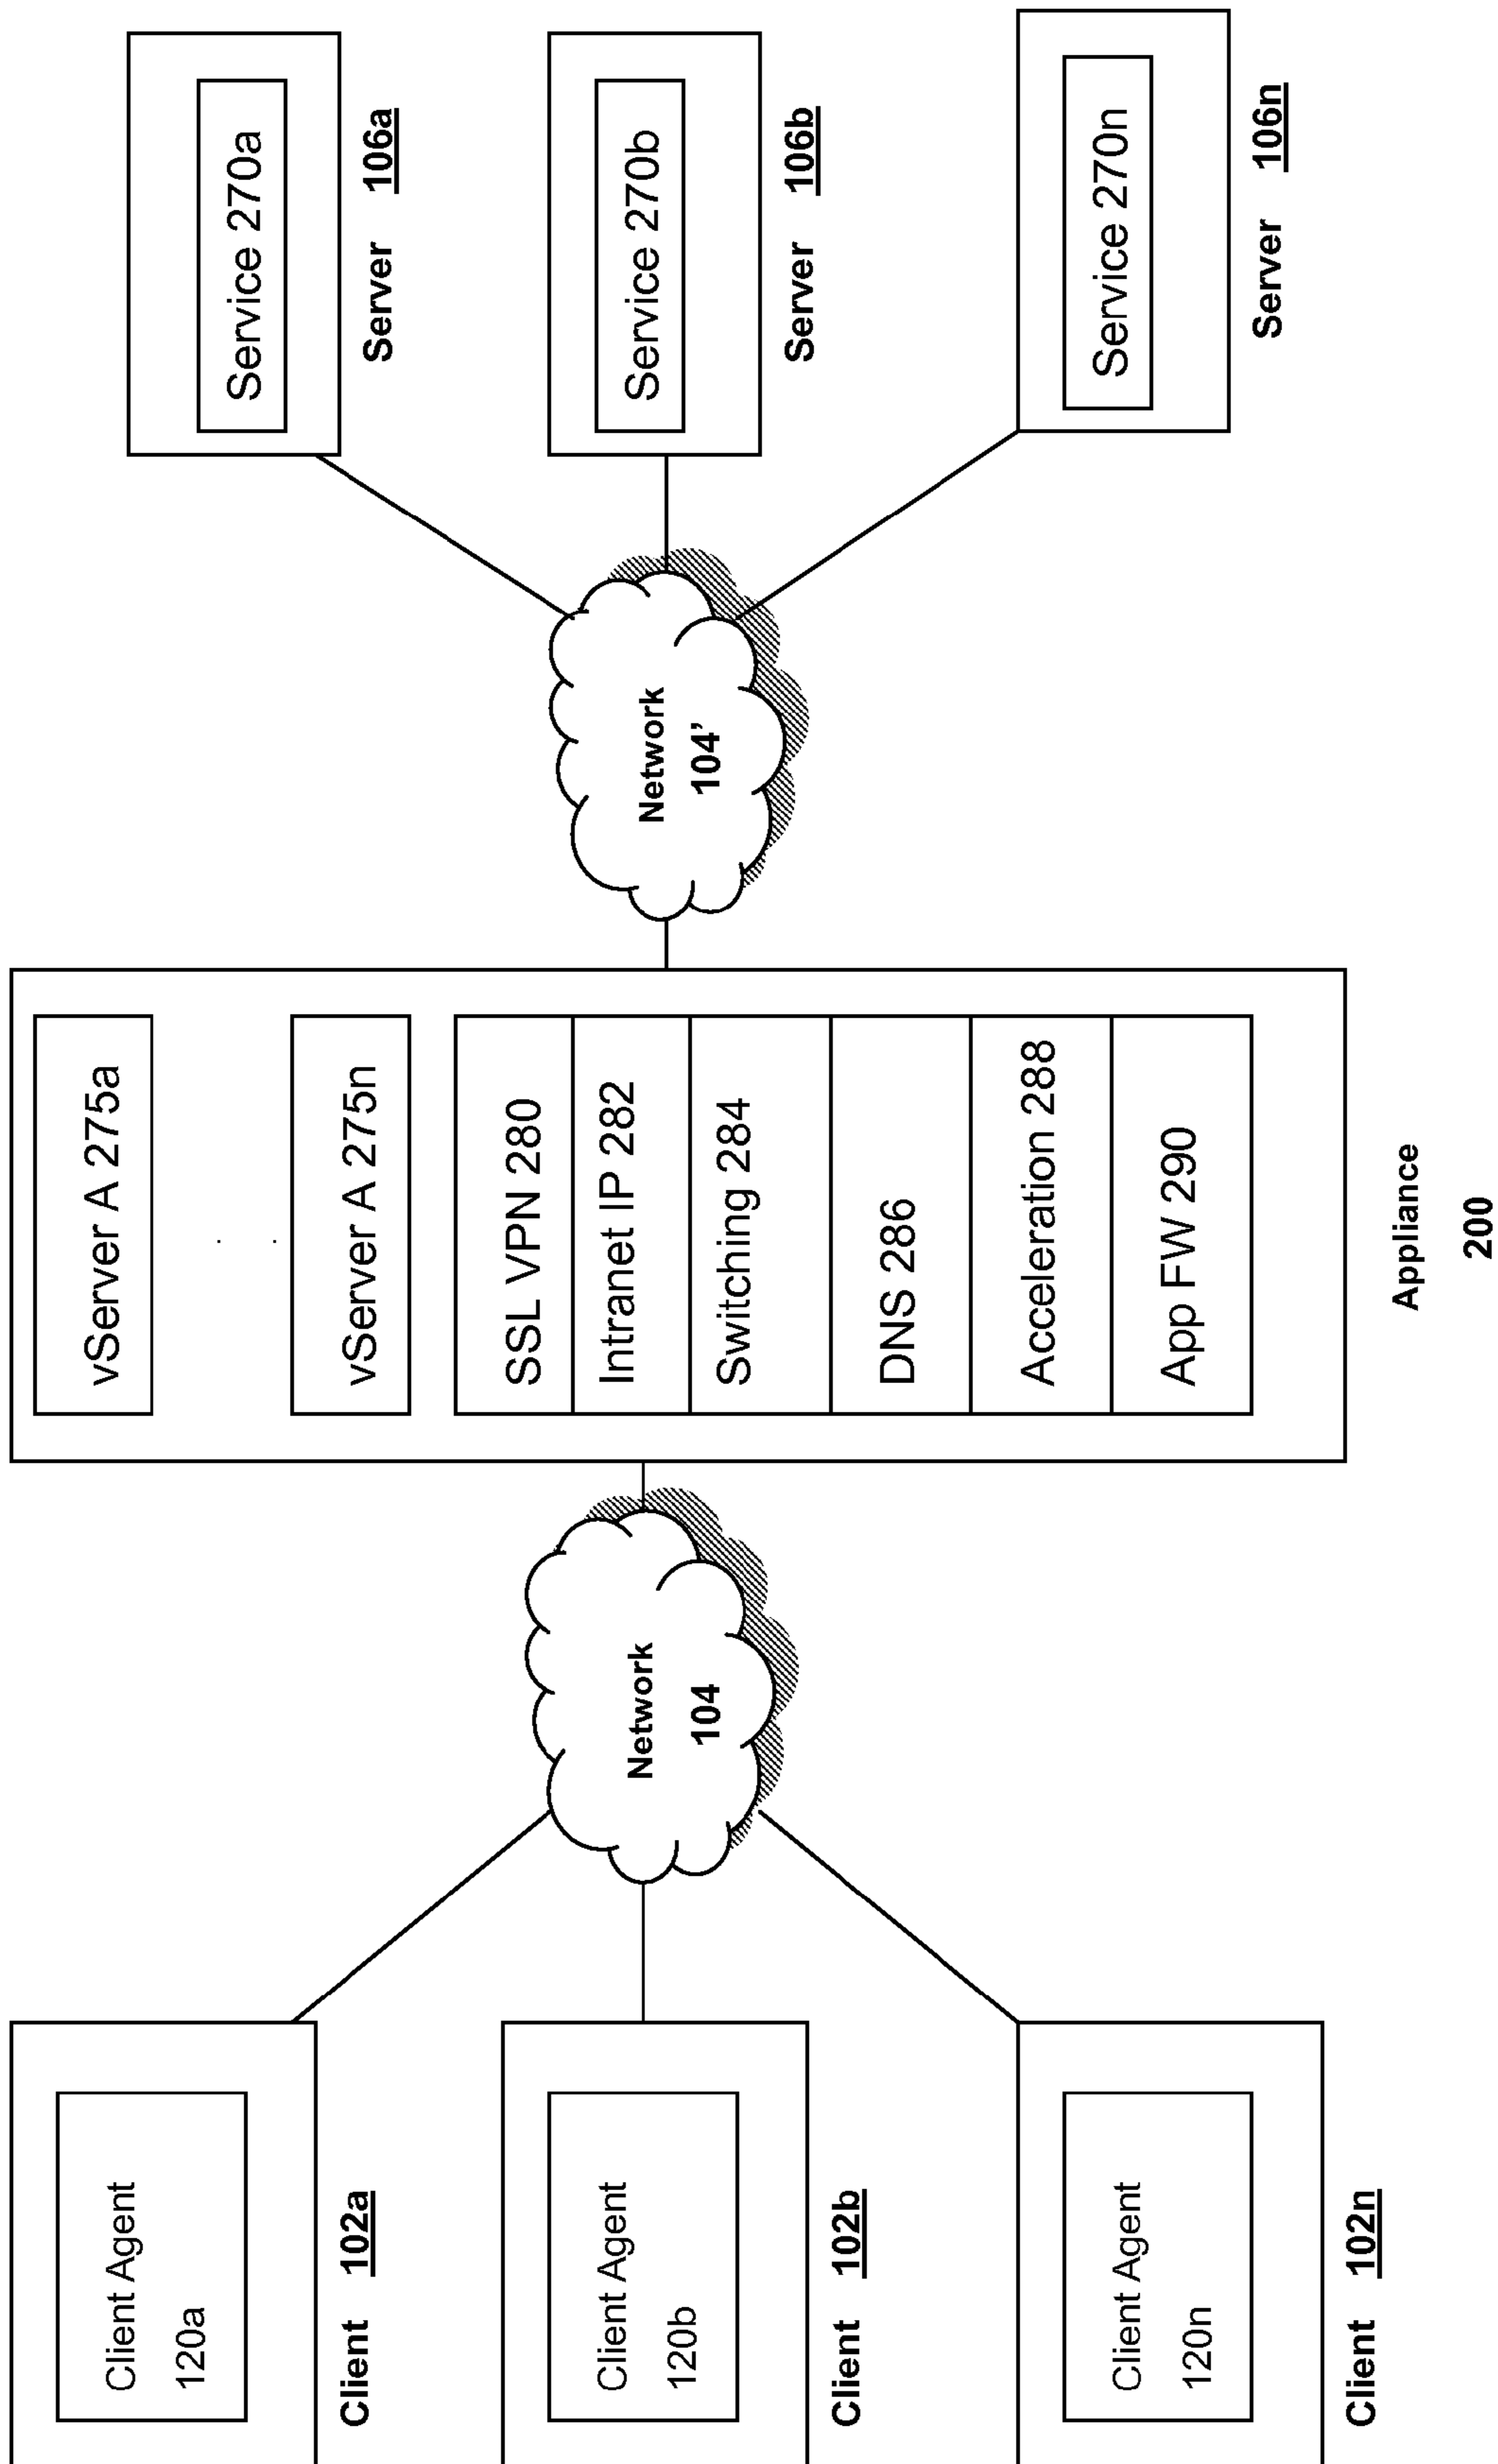 Client Agent
120a
Client 102a
Client Agent
120b
Client 102b
Client Agent
120n
Client 102n
Network
104
vServer A 275a
. .
vServer A 275n
SSL VPN 280
Intranet IP 282
Switching 284
DNS 286
Acceleration 288
App FW 290
Appliance
200
Network
104’
Service 270a
Server 106a
Service 270b
Server 106b
Service 270n
Server 106n